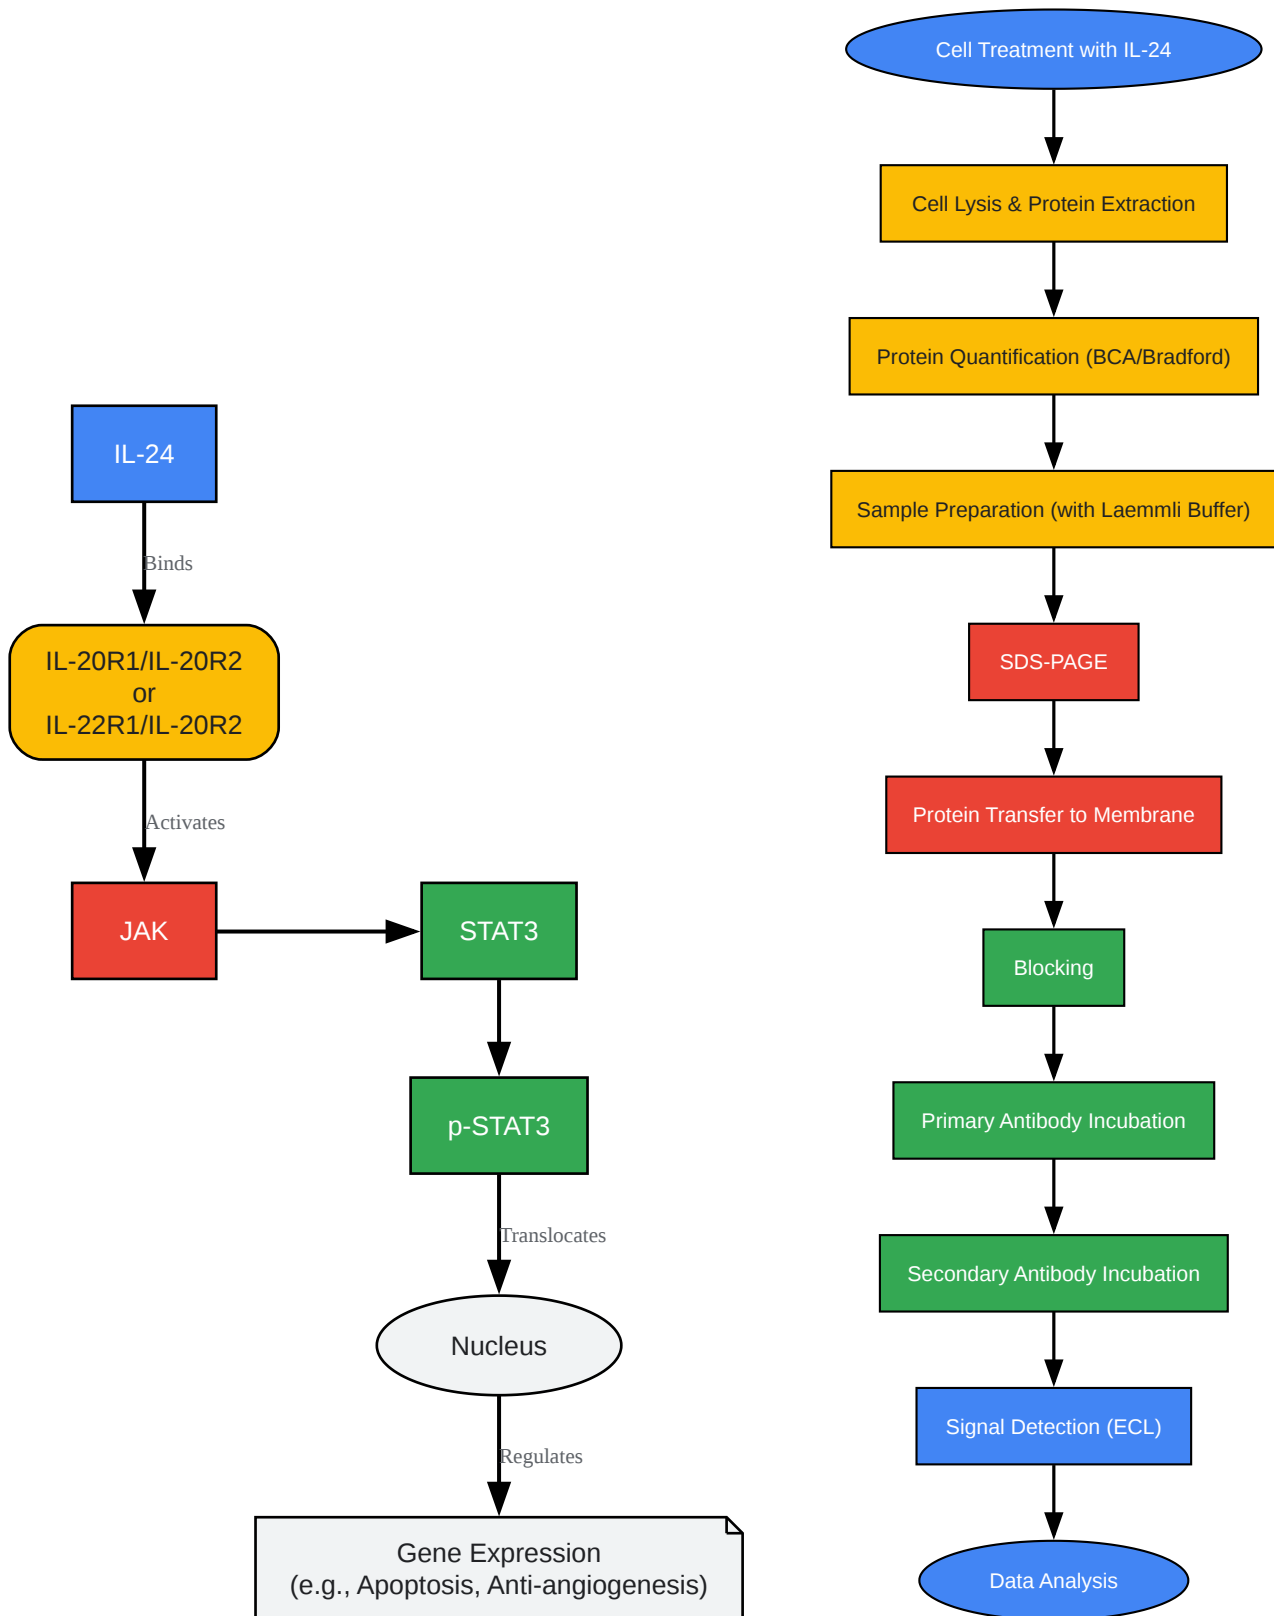 IL-24
Binds
IL-20R1/IL-20R2
or
IL-22R1/IL-20R2
Activates
JAK
STAT3
p-STAT3
Translocates
Nucleus
Regulates
Gene Expression
(e.g., Apoptosis, Anti-angiogenesis)
Cell Treatment with IL-24
Cell Lysis & Protein Extraction
Protein Quantification (BCA/Bradford)
Sample Preparation (with Laemmli Buffer)
SDS-PAGE
Protein Transfer to Membrane
Blocking
Primary Antibody Incubation
Secondary Antibody Incubation
Signal Detection (ECL)
Data Analysis